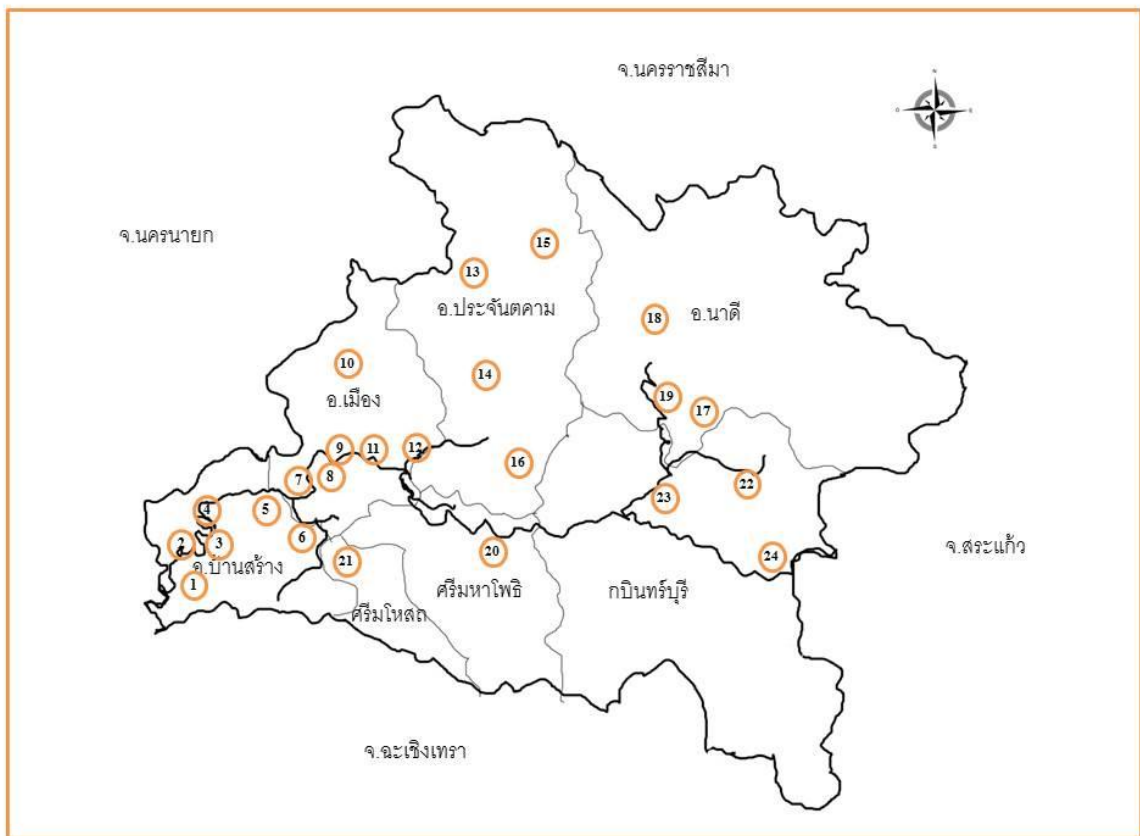 จ.นครราชสีมา
จ.นครนายก
15
13
อ.ประจันตคาม
18
อ.นาดี
10
14
อ.เมือง
19
17
9
11
12
16
7
8
22
23
4
5
6
2
3
20
จ.สระแก้ว
24
21
อ.บ้านสร้าง
1
ศรีมหาโพธิ
กบินทร์บุรี
ศรีมโหสถ
จ.ฉะเชิงเทรา